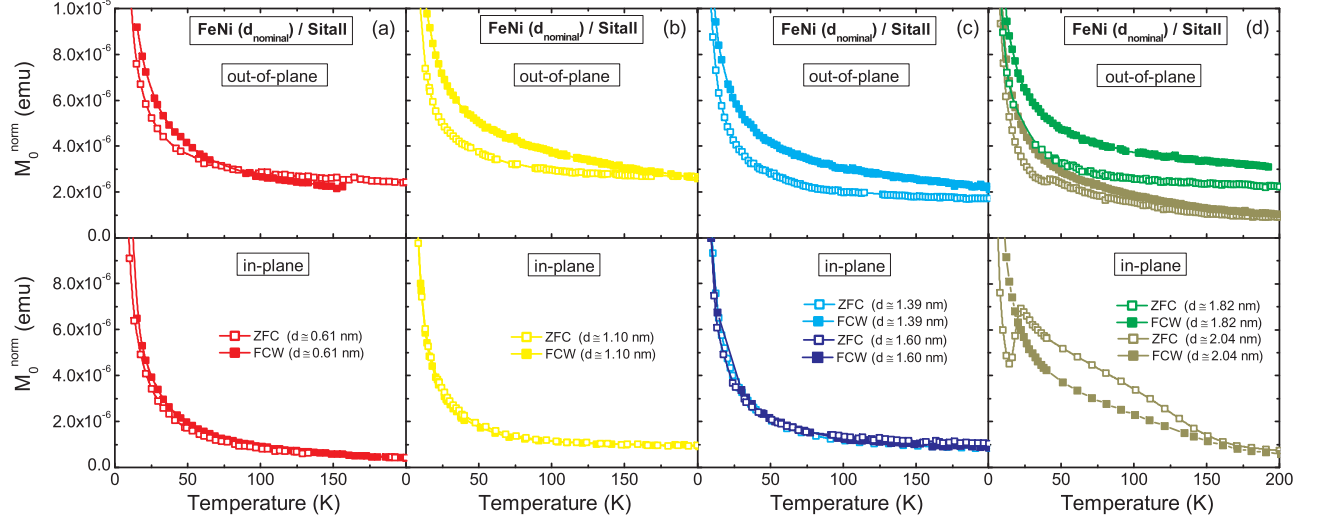 1.0x10⁻⁵
8.0x10⁻⁶
6.0x10⁻⁶
4.0x10⁻⁶
2.0x10⁻⁶
0.0
M₀ⁿᵒʳᵐ (emu)
FeNi (d_nominal) / Sitall
(a)
out-of-plane
FeNi (d_nominal) / Sitall
(b)
out-of-plane
FeNi (d_nominal) / Sitall
(c)
out-of-plane
FeNi (d_nominal) / Sitall
(d)
out-of-plane
8.0x10⁻⁶
6.0x10⁻⁶
4.0x10⁻⁶
2.0x10⁻⁶
0.0
M₀ⁿᵒʳᵐ (emu)
in-plane
ZFC (d≅0.61 nm)
FCW (d≅0.61 nm)
in-plane
ZFC (d≅1.10 nm)
FCW (d≅1.10 nm)
in-plane
ZFC (d≅1.39 nm)
FCW (d≅1.39 nm)
ZFC (d≅1.60 nm)
FCW (d≅1.60 nm)
in-plane
ZFC (d≅1.82 nm)
FCW (d≅1.82 nm)
ZFC (d≅2.04 nm)
FCW (d≅2.04 nm)
0 50 100 150 0 50 100 150 0 50 100 150 0 50 100 150 200
Temperature (K) Temperature (K) Temperature (K) Temperature (K)